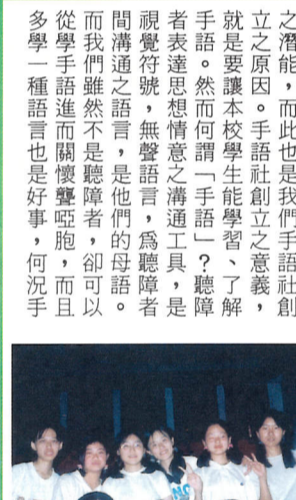 之潛能，而此也是我們手語社創
立之原因。手語社創立之意義，
就是要讓本校學生能學習、了解
手語。然而何謂「手語」？聽障
者表達思想情意之溝通工具，是
視覺符號，無聲語言，爲聽障者
間溝通之語言，是他們的母語。
而我們雖然不是聽障者，卻可以
從學手語進而關懷聾啞胞，而且
多學一種語言也是好事，何況手